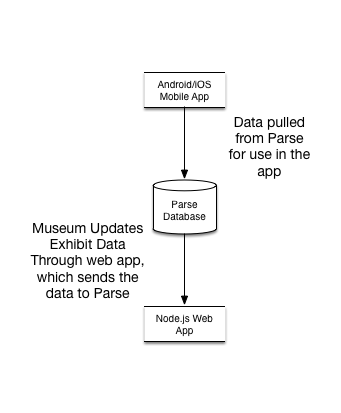 Android/iOS
Mobile App
Data pulled
from Parse
for use in the
app
Parse
Database
Museum Updates
Exhibit Data
Through web app,
which sends the
data to Parse
Node.js Web
App